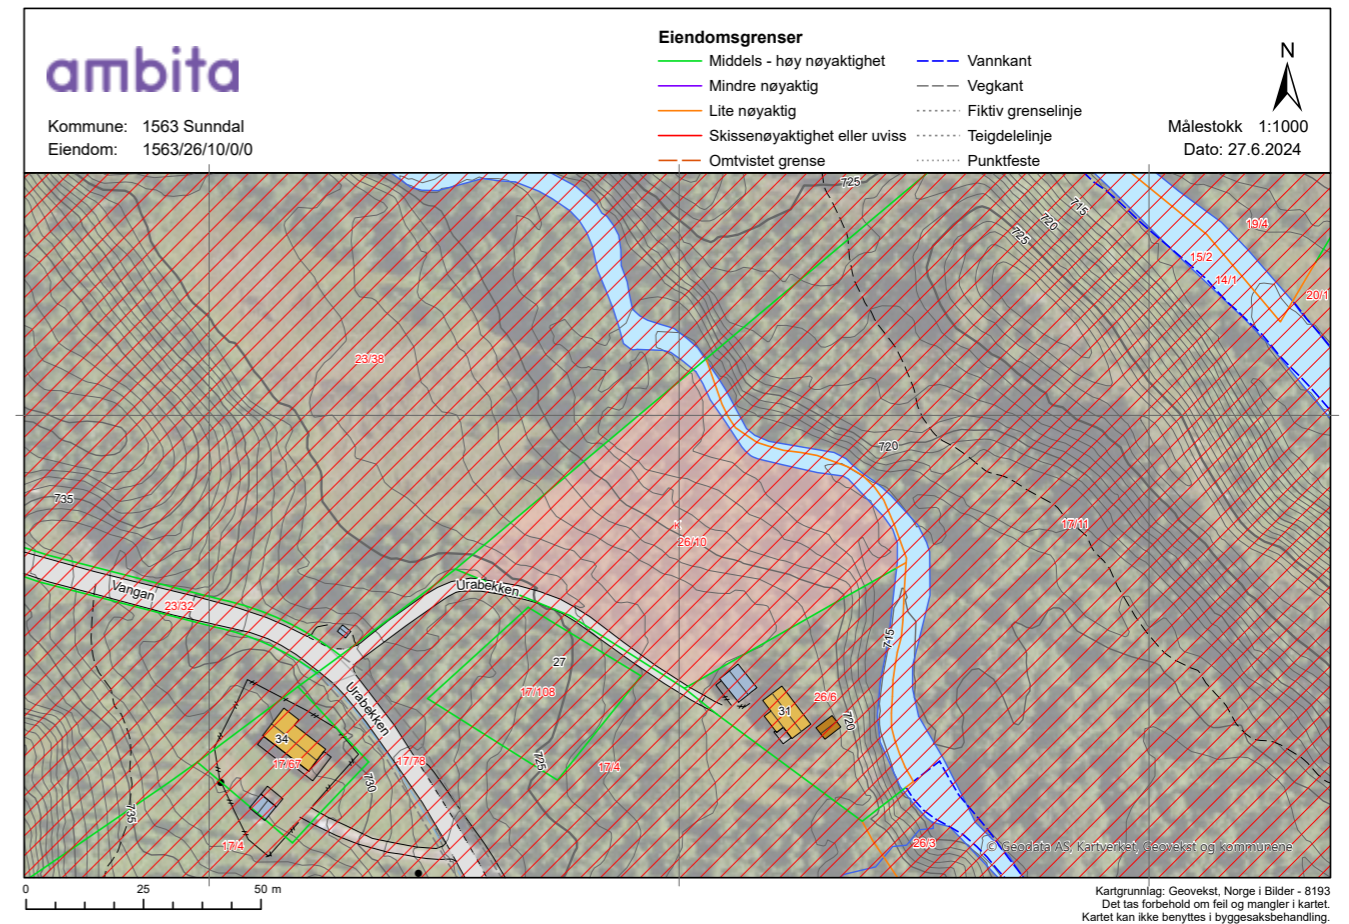 ambita
Kommune: 1563 Sunndal
Eiendom: 1563/26/10/0/0
Eiendomsgrenser
Middels - høy nøyaktighet
Mindre nøyaktig
Lite nøyaktig
Skissenøyaktighet eller uviss
Omtvistet grense
Vannkant
Vegkant
Fiktiv grenselinje
Teigdelelinje
Punktfeste
N
Målestokk 1:1000
Dato: 27.6.2024
725
715
720
725
19/4
15/2
14/1
20/1
23/38
720
735
1
26/10
17/11
Vangan
23/32
Urabekken
715
27
17/108
Urabekken
31
26/6
720
34
17/67
17/78
725
17/4
730
735
17/4
26/3
© Geodata AS, Kartverket, Geovekst og kommunene
0 25 50 m
Kartgrunnlag: Geovekst, Norge i Bilder - 8193
Det tas forbehold om feil og mangler i kartet.
Kartet kan ikke benyttes i byggesaksbehandling.